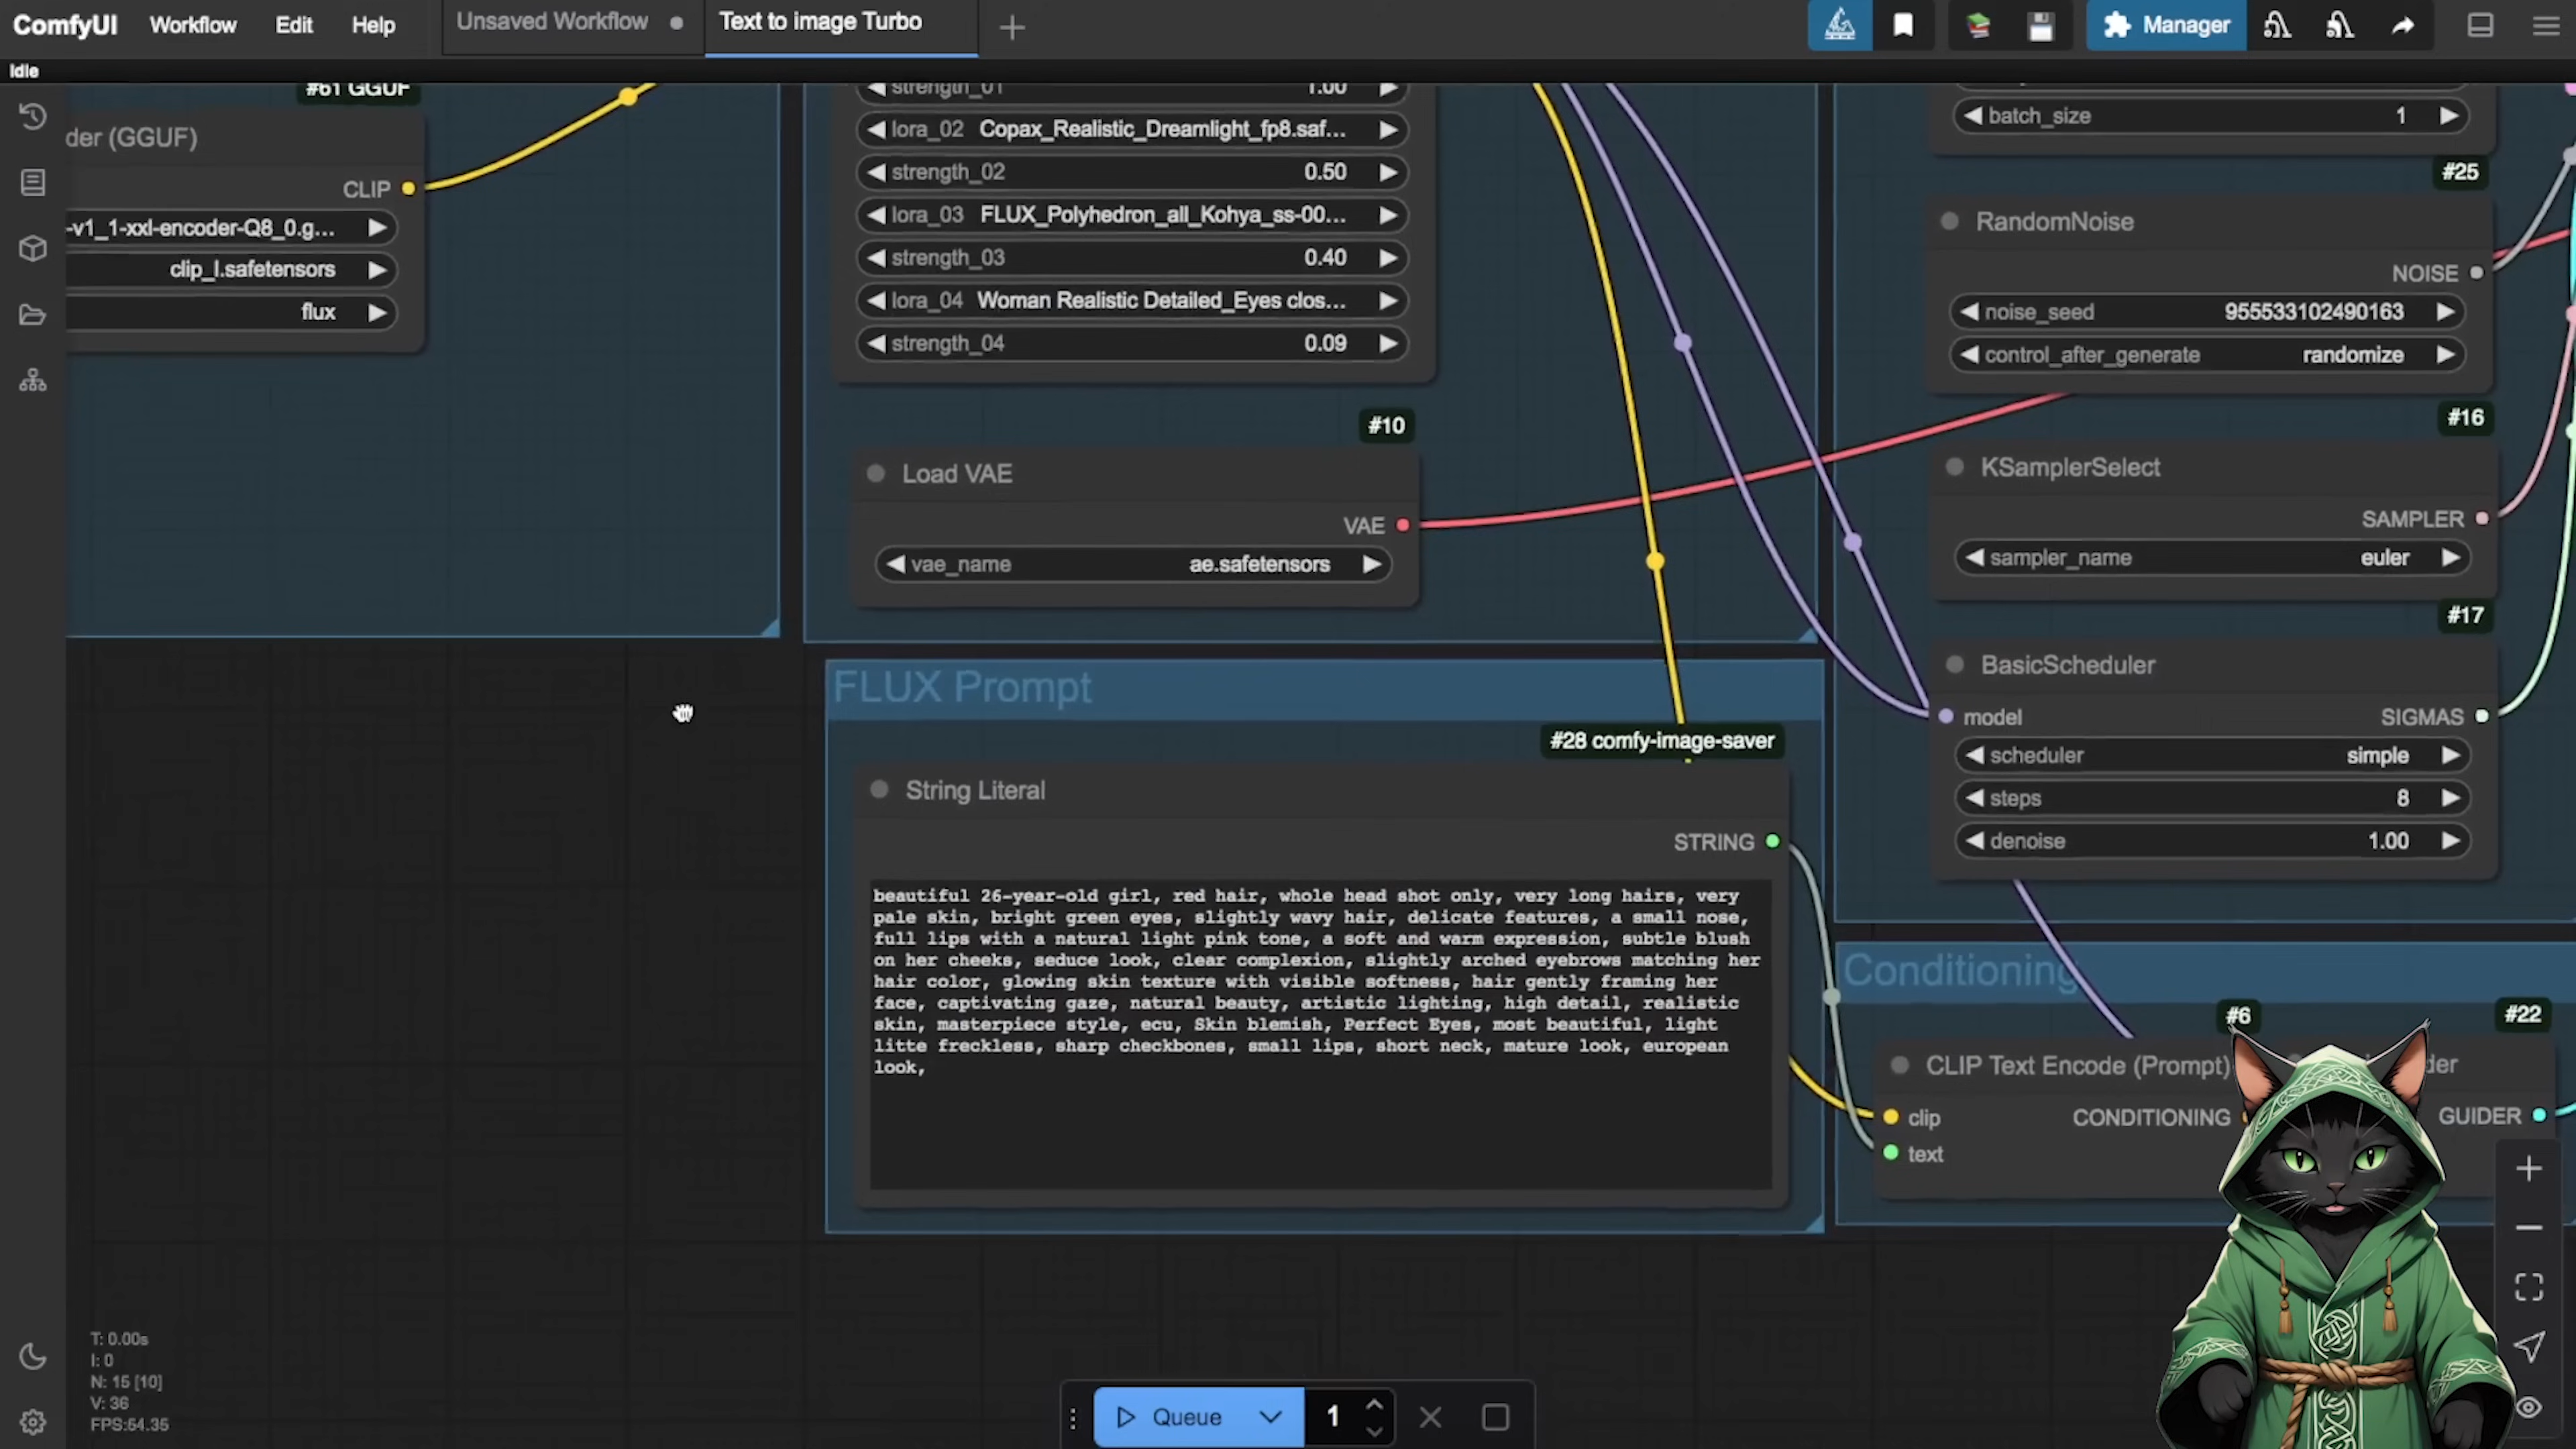 ComfyUI Workflow Edit Help Unsaved Workflow Text to image Turbo Manager
Idle
#61 GGUF
der (GGUF)
CLIP
-v1_1-xxl-encoder-Q8_0.g...
clip_l.safetensors
flux
strength_01 1.00
lora_02 Copax_Realistic_Dreamlight_fp8.saf...
strength_02 0.50
lora_03 FLUX_Polyhedron_all_Kohya_ss-00...
strength_03 0.40
lora_04 Woman Realistic Detailed_Eyes clos...
strength_04 0.09
#10
Load VAE
VAE
vae_name ae.safetensors
batch_size 1
#25
RandomNoise
NOISE
noise_seed 955533102490163
control_after_generate randomize
#16
KSamplerSelect
SAMPLER
sampler_name euler
#17
BasicScheduler
model SIGMAS
scheduler simple
steps 8
denoise 1.00
FLUX Prompt
#28 comfy-image-saver
String Literal
STRING
beautiful 26-year-old girl, red hair, whole head shot only, very long hairs, very
pale skin, bright green eyes, slightly wavy hair, delicate features, a small nose,
full lips with a natural light pink tone, a soft and warm expression, subtle blush
on her cheeks, seduce look, clear complexion, slightly arched eyebrows matching her
hair color, glowing skin texture with visible softness, hair gently framing her
face, captivating gaze, natural beauty, artistic lighting, high detail, realistic
skin, masterpiece style, ecu, Skin blemish, Perfect Eyes, most beautiful, light
litte freckless, sharp checkbones, small lips, short neck, mature look, european
look,
Conditioning
#6 #22
CLIP Text Encode (Prompt) der
clip CONDITIONING GUIDER
text
T: 0.00s
I: 0
N: 15 [10]
V: 36
FPS:54.35
Queue 1